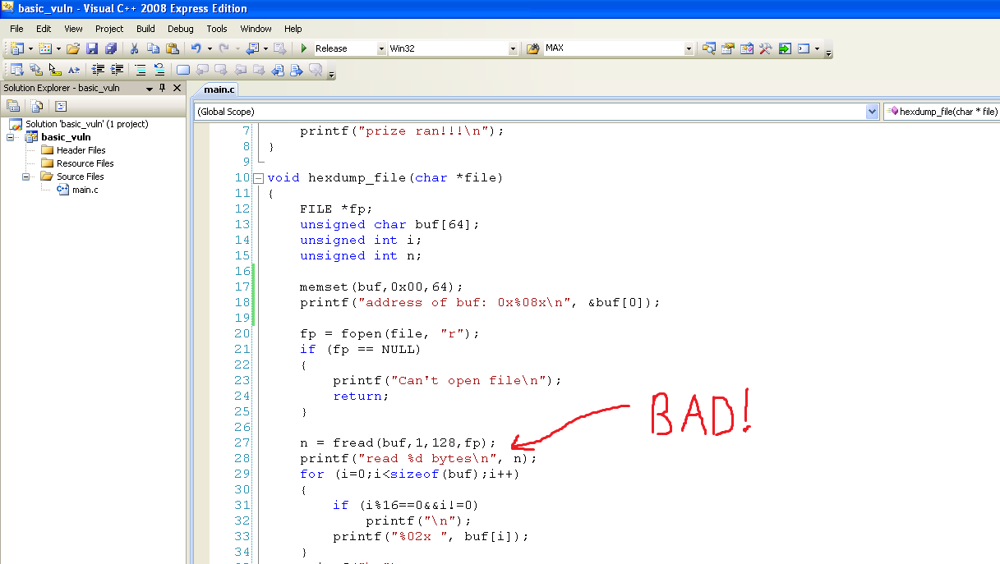 basic_vuln - Visual C++ 2008 Express Edition
File Edit View Project Build Debug Tools Window Help
Release Win32 MAX
Solution Explorer - basic_vuln
main.c
(Global Scope) hexdump_file(char * file)
Solution 'basic_vuln' (1 project)
basic_vuln
Header Files
Resource Files
Source Files
main.c
7 printf("prize ran!!!\n");
8 }
9
10 void hexdump_file(char *file)
11 {
12 FILE *fp;
13 unsigned char buf[64];
14 unsigned int i;
15 unsigned int n;
16
17 memset(buf,0x00,64);
18 printf("address of buf: 0x%08x\n", &buf[0]);
19
20 fp = fopen(file, "r");
21 if (fp == NULL)
22 {
23 printf("Can't open file\n");
24 return;
25 }
26
27 n = fread(buf,1,128,fp);
28 printf("read %d bytes\n", n);
29 for (i=0;i<sizeof(buf);i++)
30 {
31 if (i%16==0&&i!=0)
32 printf("\n");
33 printf("%02x ", buf[i]);
34 }
BAD!